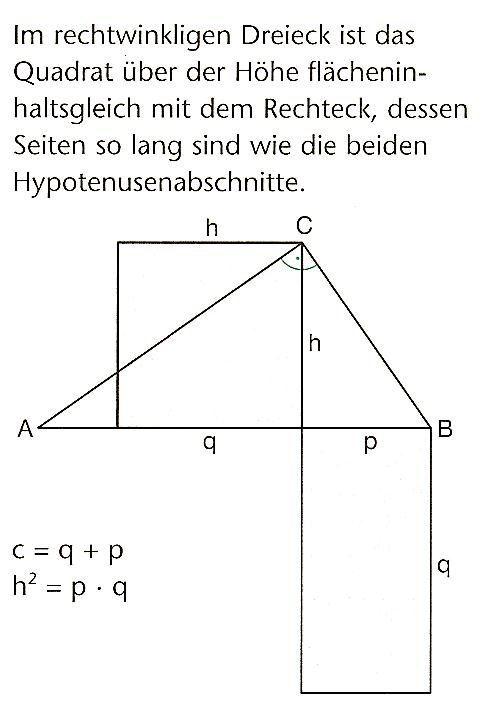 Im rechtwinkligen Dreieck ist das
Quadrat über der Höhe flächenin-
haltsgleich mit dem Rechteck, dessen
Seiten so lang sind wie die beiden
Hypotenusenabschnitte.
h
C
h
A
B
q
p
q
c = q + p
h² = p · q